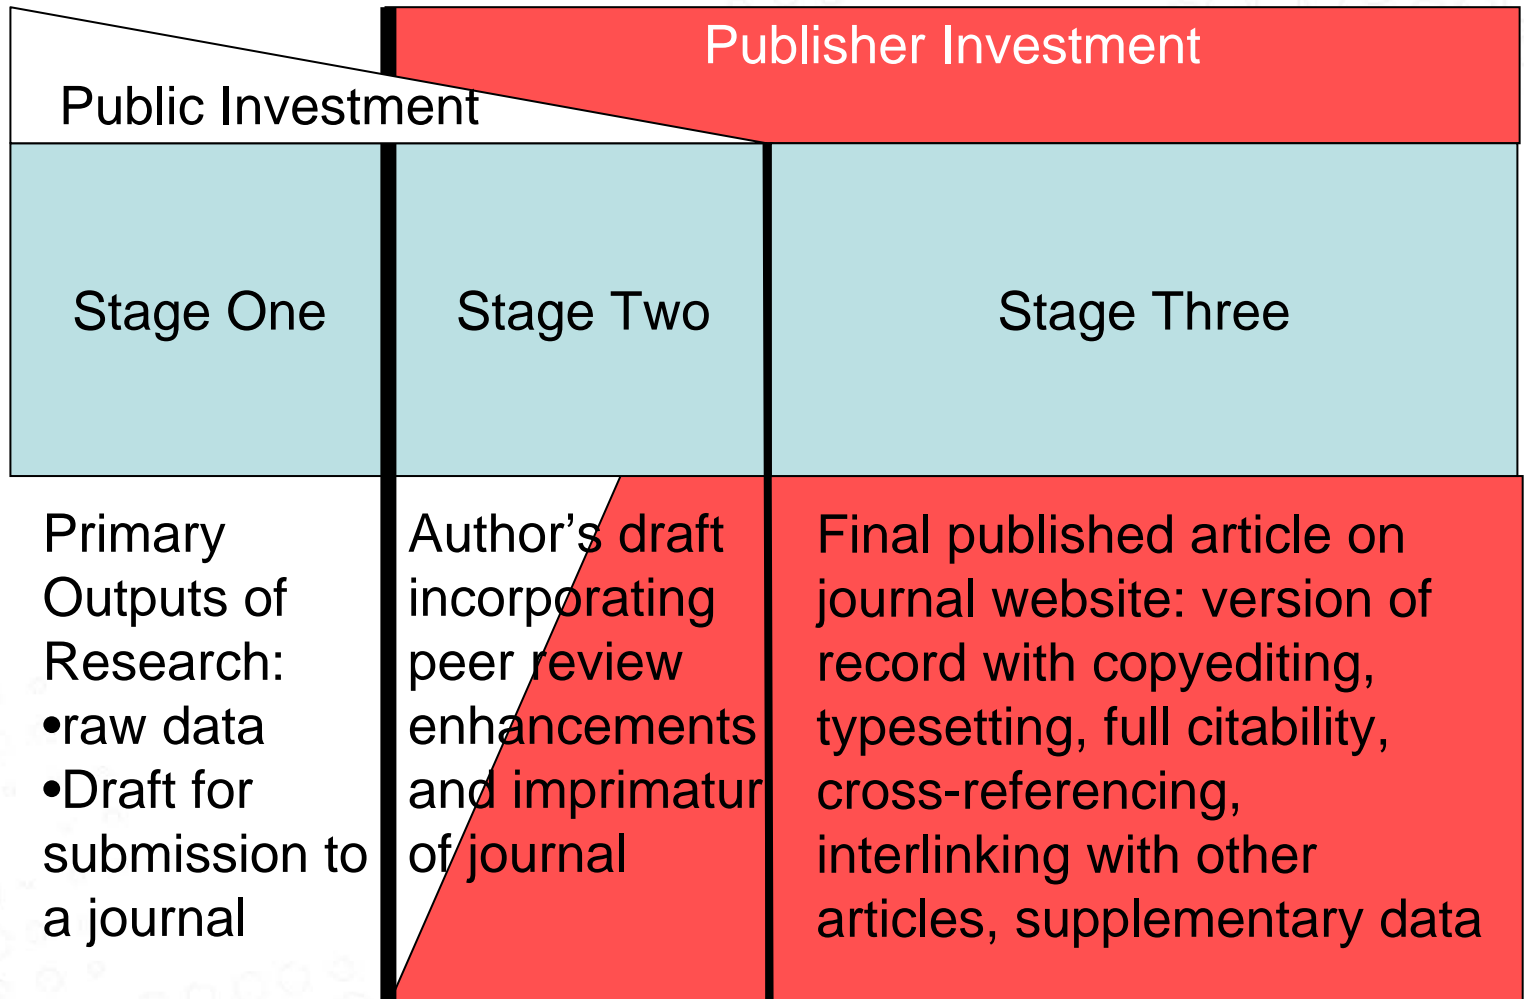 Publisher Investment
Public Investment
Stage One
Stage Two
Stage Three
Primary
Outputs of
Research:
•raw data
•Draft for
submission to
a journal
Author’s draft
incorporating
peer review
enhancements
and imprimatur
of journal
Final published article on
journal website: version of
record with copyediting,
typesetting, full citability,
cross-referencing,
interlinking with other
articles, supplementary data